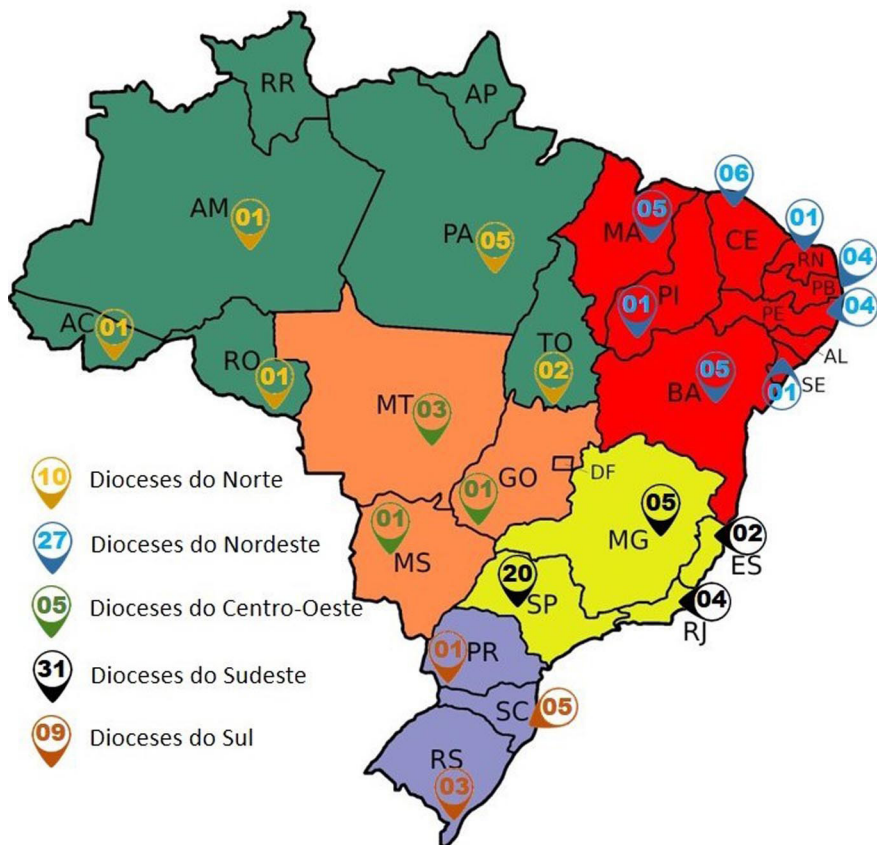 RR
AP
AM
01
PA
05
MA
05
06
CE
01
RN
04
PB
04
PE
PI
01
AC
01
RO
01
TO
02
AL
SE
01
BA
05
MT
03
GO
01
DF
01
MS
05
MG
02
ES
20
SP
04
RJ
01
PR
SC
05
RS
03
10 Dioceses do Norte
27 Dioceses do Nordeste
05 Dioceses do Centro-Oeste
31 Dioceses do Sudeste
09 Dioceses do Sul